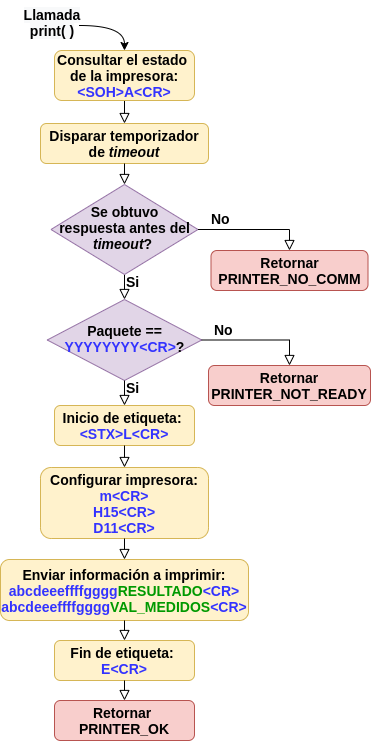 Llamada
print( )
Consultar el estado
de la impresora:
<SOH>A<CR>
Disparar temporizador
de timeout
Se obtuvo
respuesta antes del
timeout?
No
Retornar
PRINTER_NO_COMM
Si
Paquete ==
YYYYYYYY<CR>?
No
Retornar
PRINTER_NOT_READY
Si
Inicio de etiqueta:
<STX>L<CR>
Configurar impresora:
m<CR>
H15<CR>
D11<CR>
Enviar información a imprimir:
abcdeeeffffggggRESULTADO<CR>
abcdeeeffffggggVAL_MEDIDOS<CR>
Fin de etiqueta:
E<CR>
Retornar
PRINTER_OK